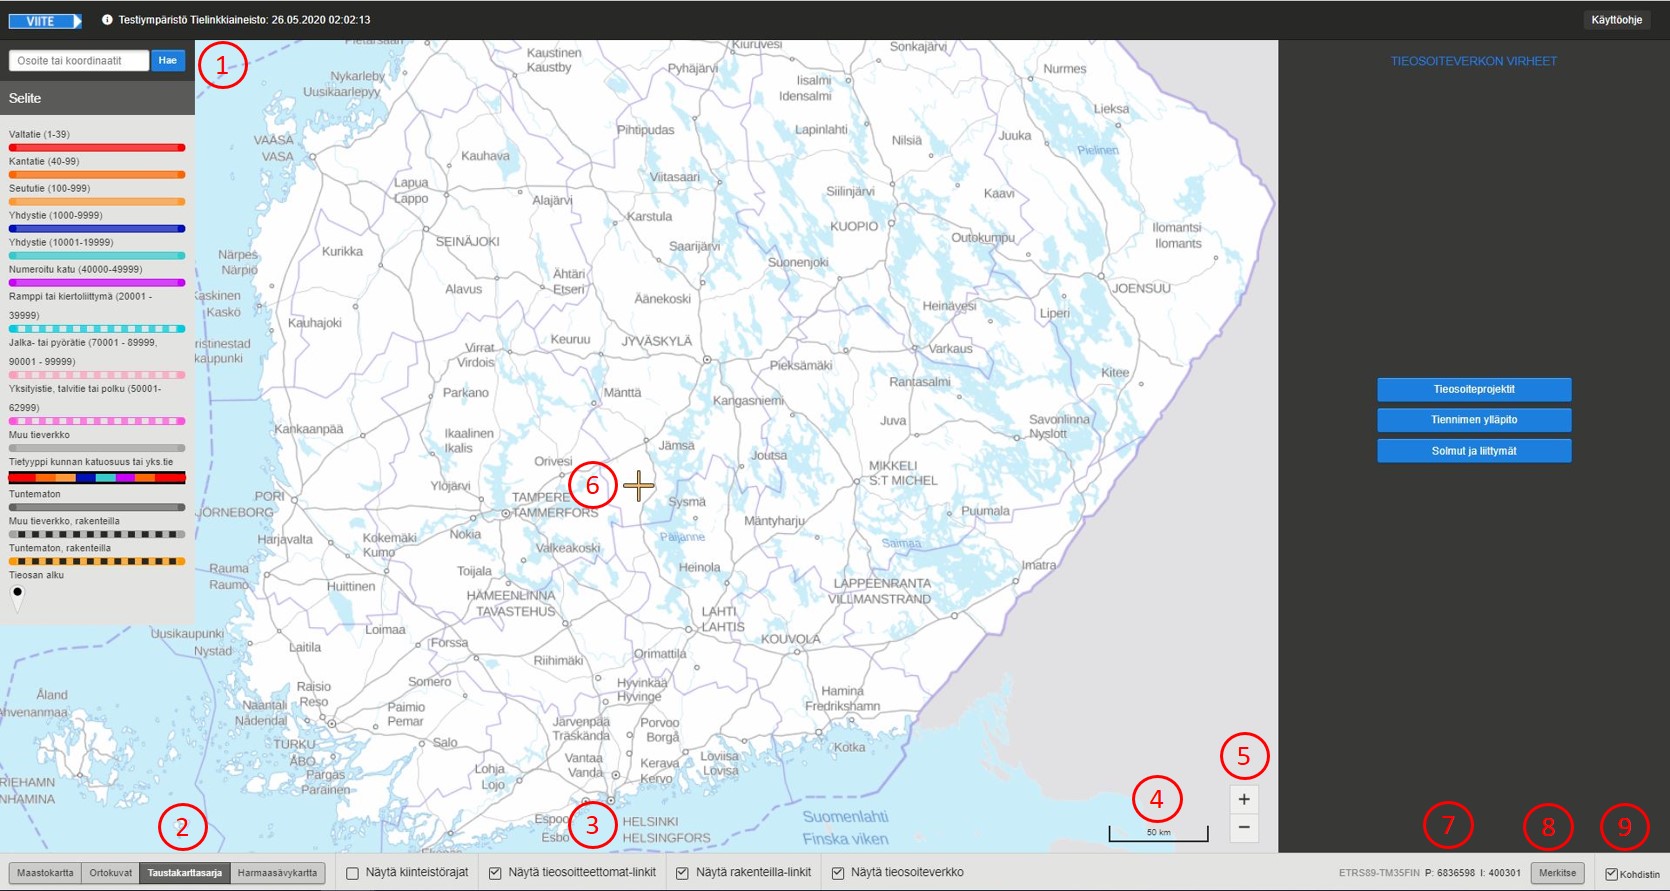 VIITE
Testiympäristö Tielinkkiaineisto: 26.05.2020 02:02:13
Käyttöohje
Osoite tai koordinaatit
Hae
1
Selite
Valtatie (1-39)
Kantatie (40-99)
Seututie (100-999)
Yhdystie (1000-9999)
Yhdystie (10001-19999)
Numeroitu katu (40000-49999)
Ramppi tai kiertoliittymä (20001 -
39999)
Jalka- tai pyörätie (70001 - 89999,
90001 - 99999)
Yksityistie, talvitie tai polku (50001-
62999)
Muu tieverkko
Tietyyppi kunnan katuosuus tai yks.tie
Tuntematon
Muu tieverkko, rakenteilla
Tuntematon, rakenteilla
Tieosan alku
Kaustinen
Kaustby
Kiuruvesi
Sonkajärvi
Nykarleby
Uusikaarlepyy
Pyhäjärvi
Iisalmi
Idensalmi
Nurmes
Lieksa
VAASA
VASA
Pihtipudas
Lapinlahti
Nilsiä
Juuka
Pielinen
Kauhava
Lapua
Lappo
Viitasaari
Siilinjärvi
Kaavi
Alajärvi
Karstula
KUOPIO
Ilomantsi
Ilomants
Kurikka
SEINÄJOKI
Saarijärvi
Outokumpu
Närpes
Närpiö
Suonenjoki
Ähtäri
Etseri
Alavus
Äänekoski
JOENSUU
Kaskinen
Kaskö
Heinävesi
Liperi
Kauhajoki
Keuruu
JYVÄSKYLÄ
Virrat
Virdois
Varkaus
Pieksämäki
Kitee
Parkano
Mänttä
Rantasalmi
Kangasniemi
Juva
Savonlinna
Nyslott
Kankaanpää
Ikaalinen
Ikalis
Jämsä
Joutsa
Orivesi
MIKKELI
S:T MICHEL
6
Ylöjärvi
PORI
BJÖRNEBORG
TAMPERE
TAMMERFORS
Sysmä
Puumala
Mäntyharju
Harjavalta
Kokemäki
Kumo
Nokia
Valkeakoski
Päijänne
Saimaa
Rauma
Raumo
Toijala
Heinola
Imatra
Huittinen
HÄMEENLINNA
TAVASTEHUS
LAPPEENRANTA
VILLMANSTRAND
LAHTI
LAHTIS
Uusikaupunki
Nystad
Loimaa
Laitila
Forssa
KOUVOLA
Riihimäki
Orimattila
Somero
Hyvinkää
Hyvinge
Raisio
Reso
Hamina
Fredrikshamn
Åland
Ahvenanmaa
Naantali
Nådendal
Paimio
Pemar
Järvenpää
Träskända
Porvoo
Borgå
TURKU
ÅBO
Salo
Kotka
Vantaa
Vanda
Kerava
Kervo
Loviisa
Lovisa
Lohja
Lojo
Pargas
Parainen
5
4
2
Espoo
Esbo
3
HELSINKI
HELSINGFORS
Suomenlahti
Finska viken
50 km
+
−
TIEOSOITEVERKON VIRHEET
Tieosoiteprojektit
Tiennimen ylläpito
Solmut ja liittymät
7
8
9
Maastokartta Ortokuvat Taustakarttasarja Harmaasävykartta
Näytä kiinteistörajat
Näytä tieosoitteettomat-linkit
Näytä rakenteilla-linkit
Näytä tieosoiteverkko
ETRS89-TM35FIN P: 6836598 I: 400301
Merkitse
Kohdistin